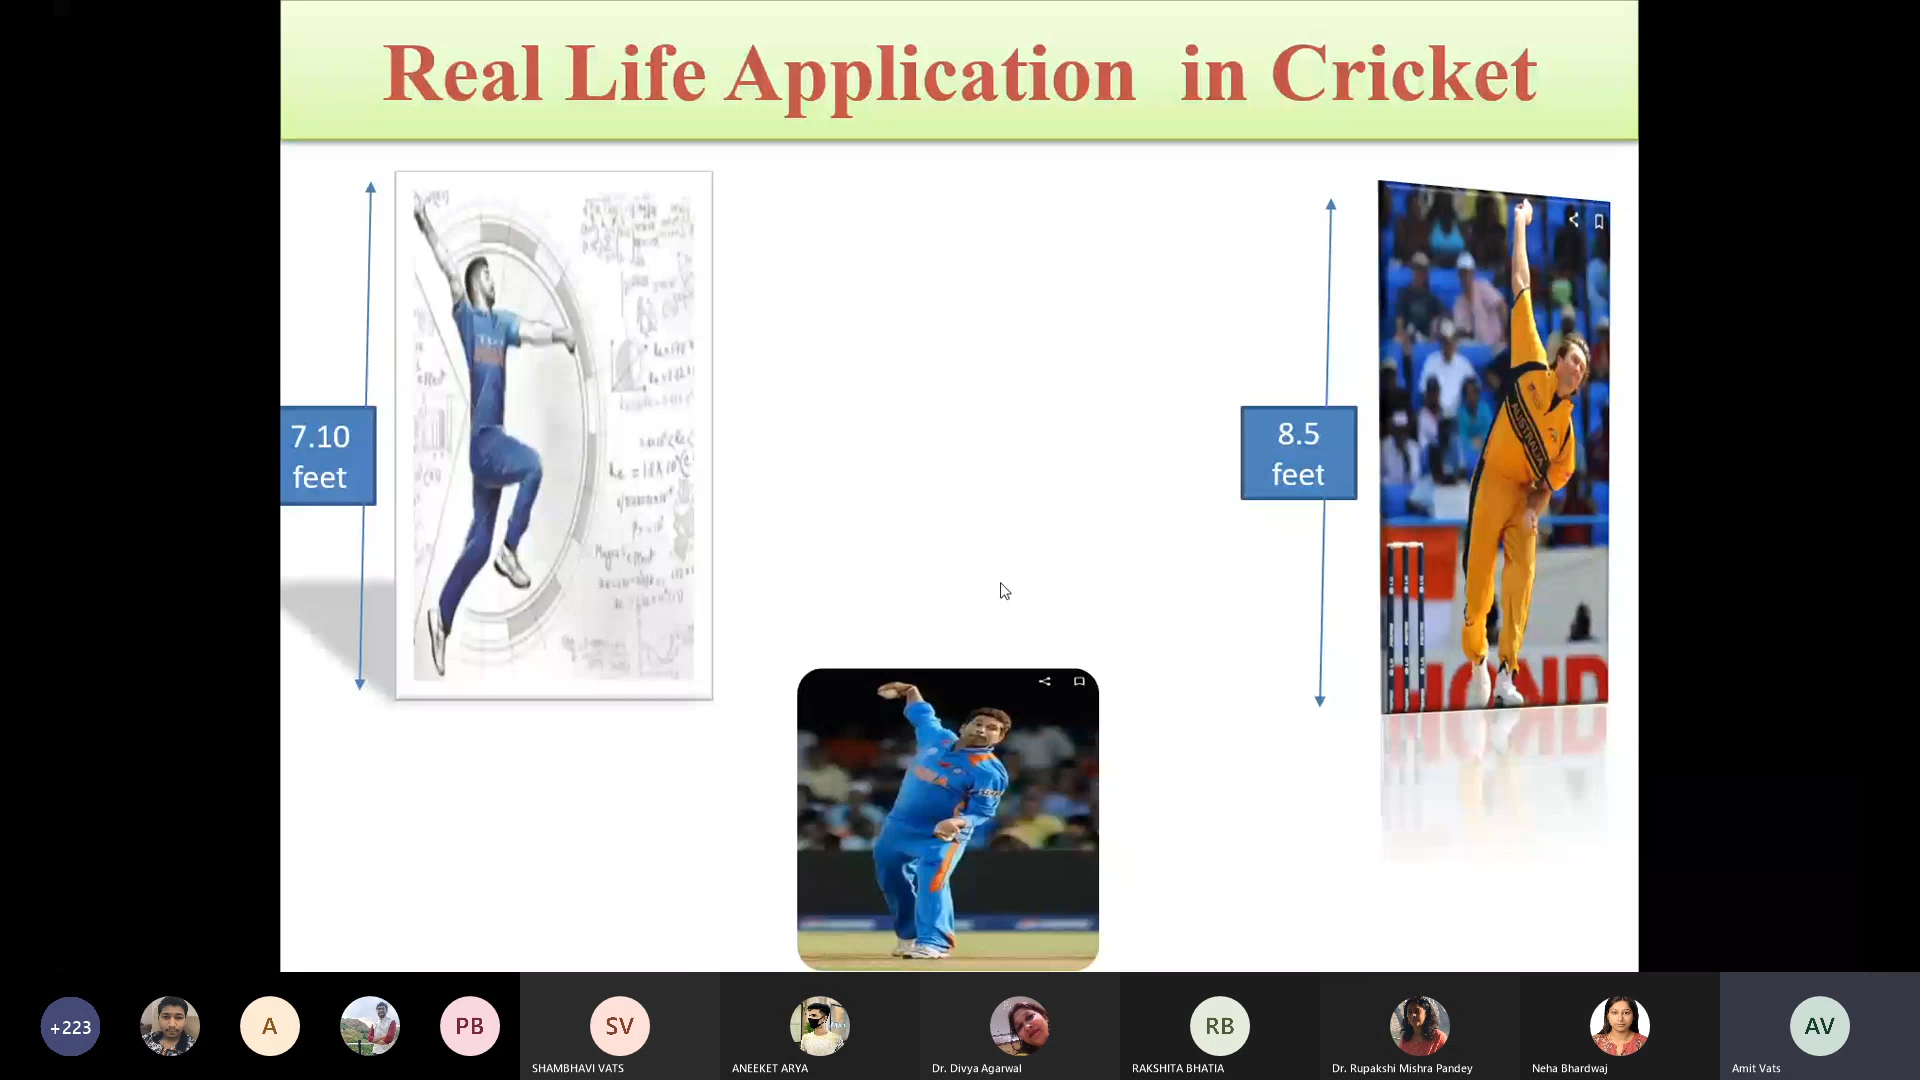 Real Life Application in Cricket
7.10
feet
8.5
feet
AUSTRALIA
+223
A
PB
SV
RB
AV
SHAMBHAVI VATS
ANEEKET ARYA
Dr. Divya Agarwal
RAKSHITA BHATIA
Dr. Rupakshi Mishra Pandey
Neha Bhardwaj
Amit Vats